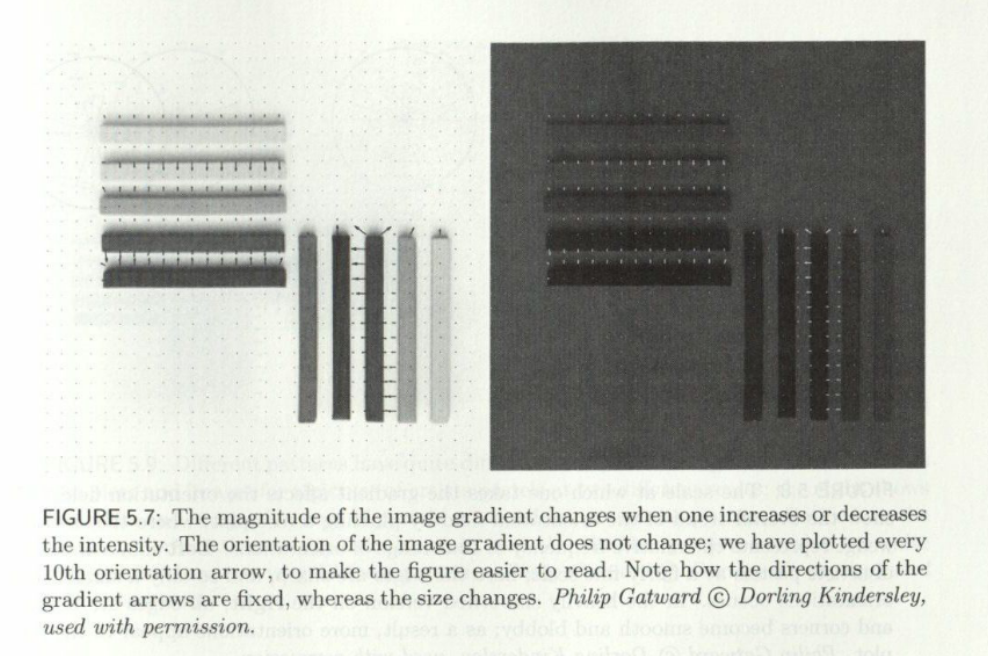 FIGURE 5.7: The magnitude of the image gradient changes when one increases or decreases
the intensity. The orientation of the image gradient does not change; we have plotted every
10th orientation arrow, to make the figure easier to read. Note how the directions of the
gradient arrows are fixed, whereas the size changes. Philip Gatward © Dorling Kindersley,
used with permission.